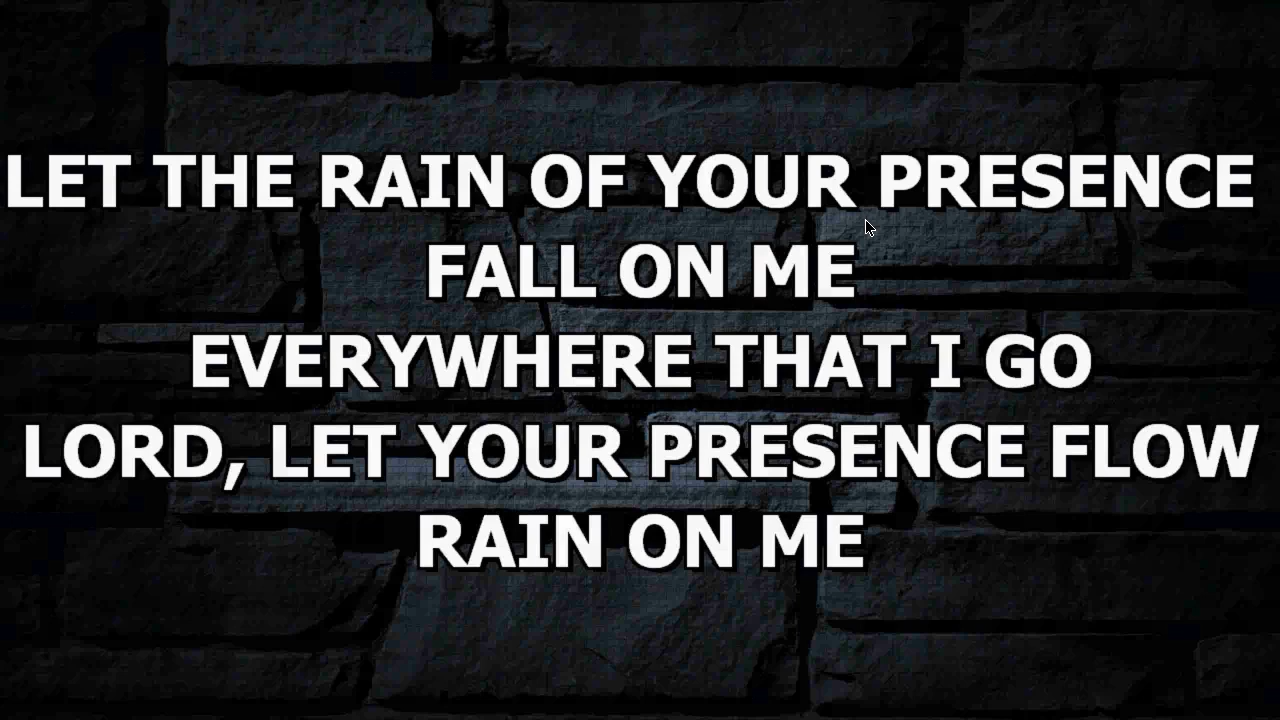 LET THE RAIN OF YOUR PRESENCE
FALL ON ME
EVERYWHERE THAT I GO
LORD, LET YOUR PRESENCE FLOW
RAIN ON ME